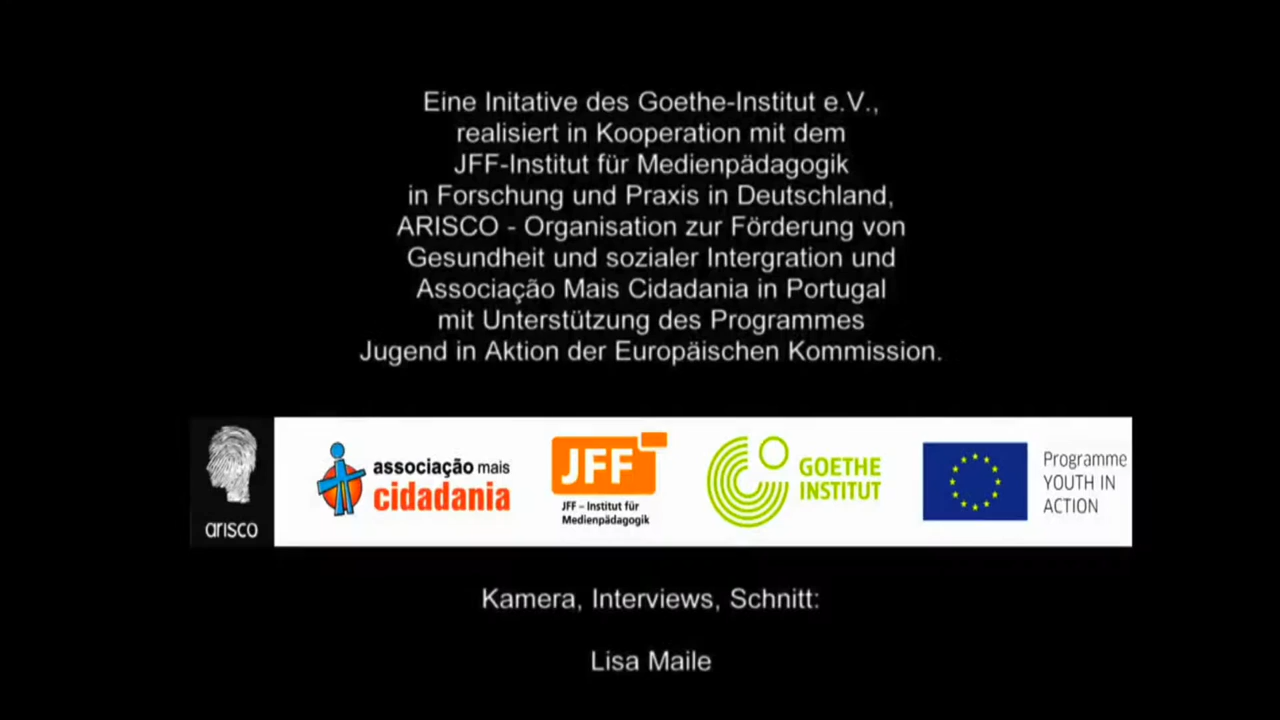 Eine Initative des Goethe-Institut e.V.,
realisiert in Kooperation mit dem
JFF-Institut für Medienpädagogik
in Forschung und Praxis in Deutschland,
ARISCO - Organisation zur Förderung von
Gesundheit und sozialer Intergration und
Associação Mais Cidadania in Portugal
mit Unterstützung des Programmes
Jugend in Aktion der Europäischen Kommission.
arisco
associação mais
cidadania
JFF
JFF – Institut für
Medienpädagogik
GOETHE
INSTITUT
Programme
YOUTH IN
ACTION
Kamera, Interviews, Schnitt:
Lisa Maile